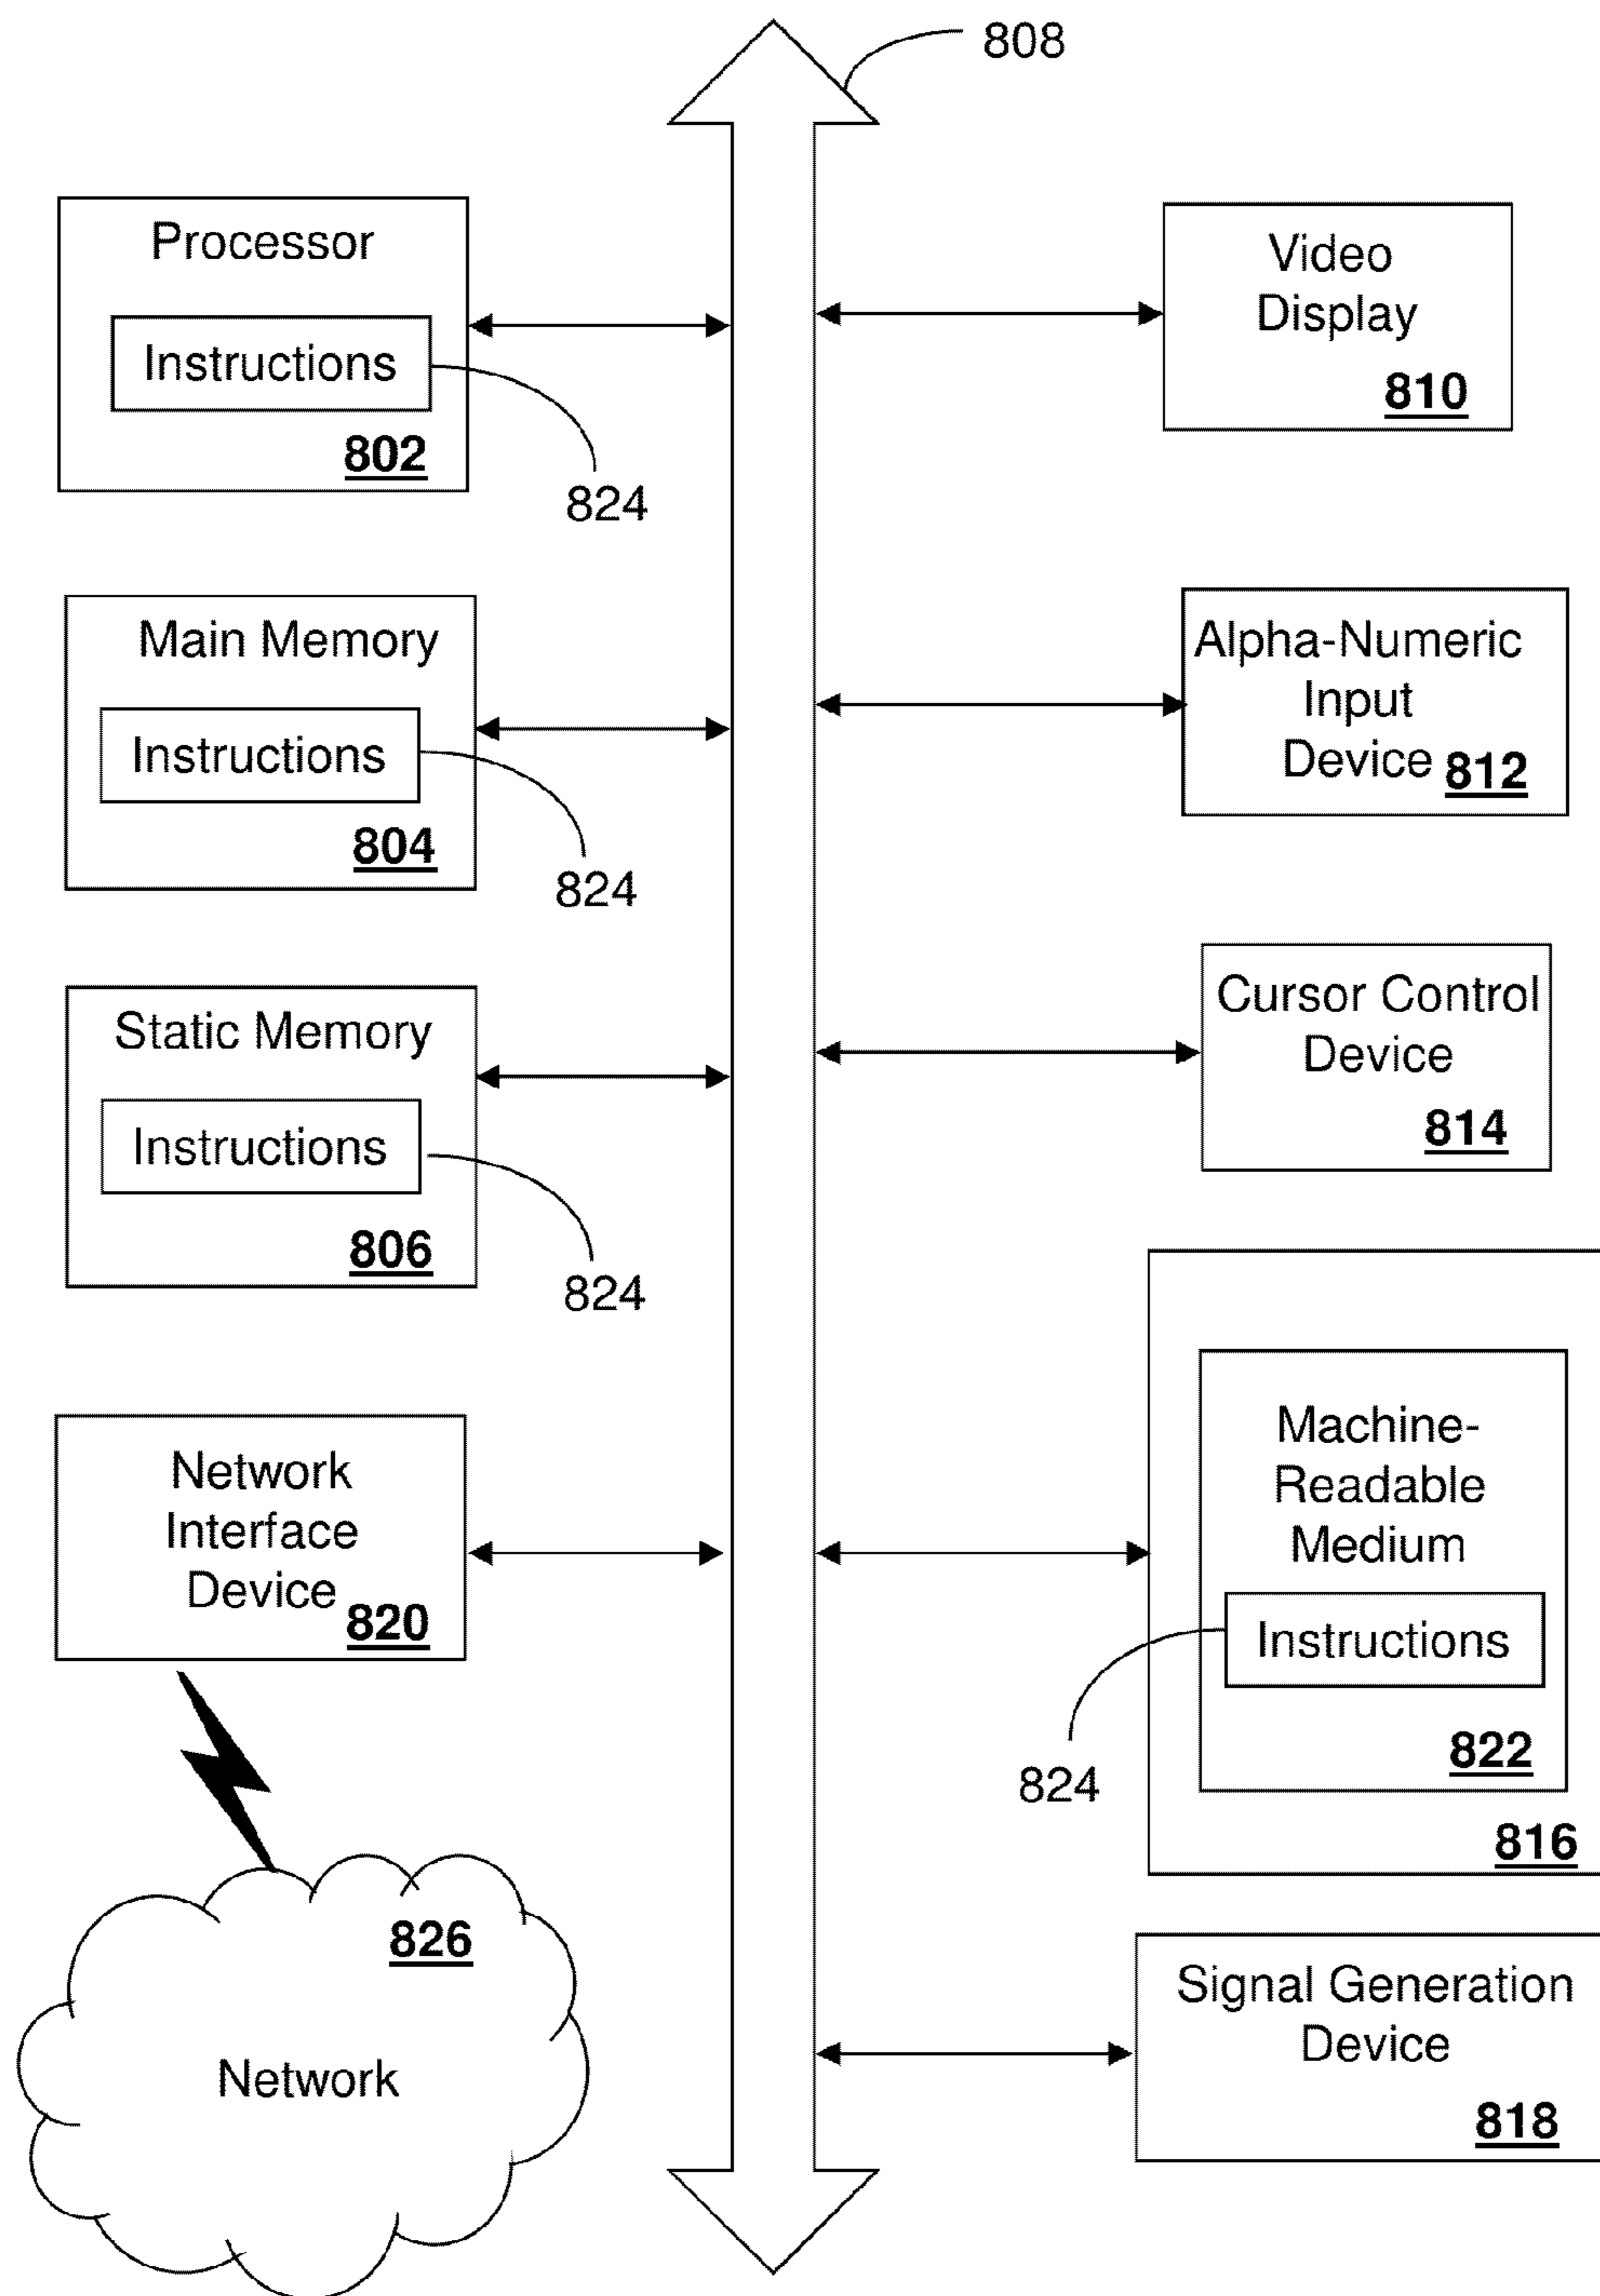 808
Processor
Instructions
802
824
Main Memory
Instructions
804
824
Static Memory
Instructions
806
824
Network
Interface
Device
820
826
Network
Video
Display
810
Alpha-Numeric
Input
Device 812
Cursor Control
Device
814
Machine-
Readable
Medium
Instructions
822
824
816
Signal Generation
Device
818